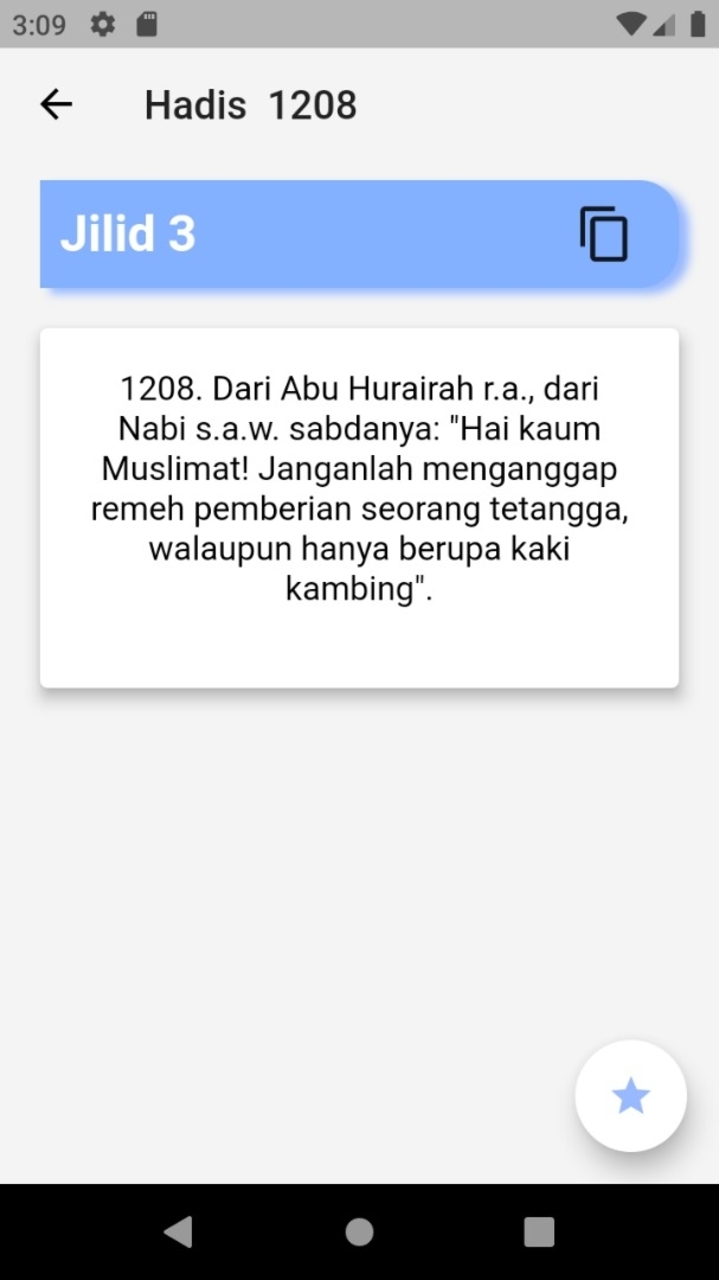 3:09
Hadis 1208
Jilid 3
1208. Dari Abu Hurairah r.a., dari
Nabi s.a.w. sabdanya: "Hai kaum
Muslimat! Janganlah menganggap
remeh pemberian seorang tetangga,
walaupun hanya berupa kaki
kambing".